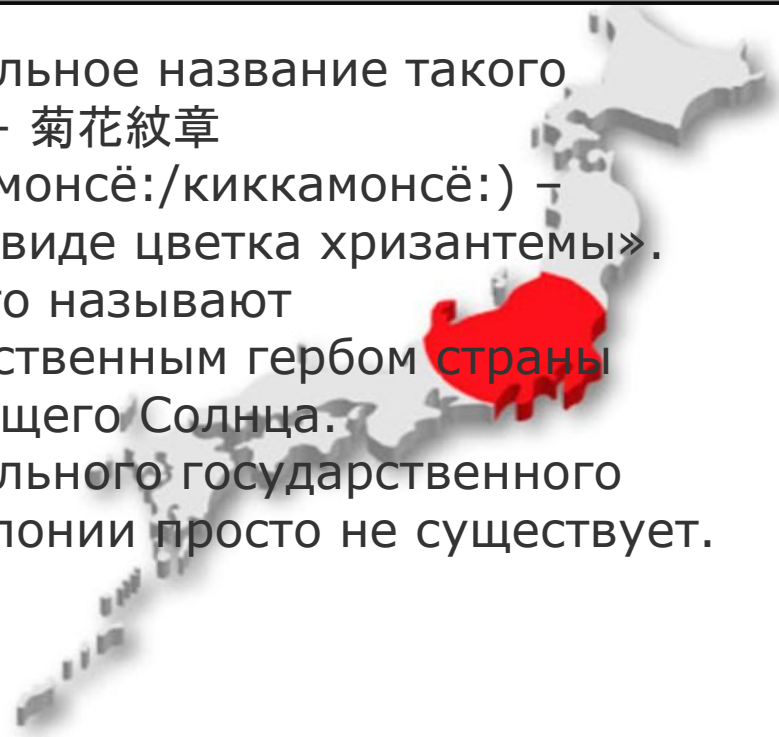 льное название такого
- 菊花紋章
монсё:/киккамонсё:) –
виде цветка хризантемы».
о называют
ственным гербом страны
щего Солнца.
льного государственного
понии просто не существует.